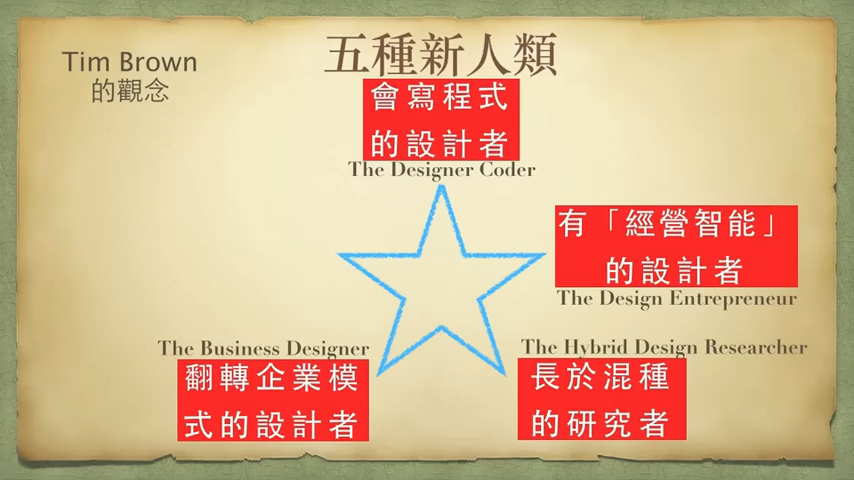 Tim Brown
的觀念
五種新人類
會寫程式
的設計者
The Designer Coder
有「經營智能」
的設計者
The Design Entrepreneur
The Business Designer
翻轉企業模
式的設計者
The Hybrid Design Researcher
長於混種
的研究者